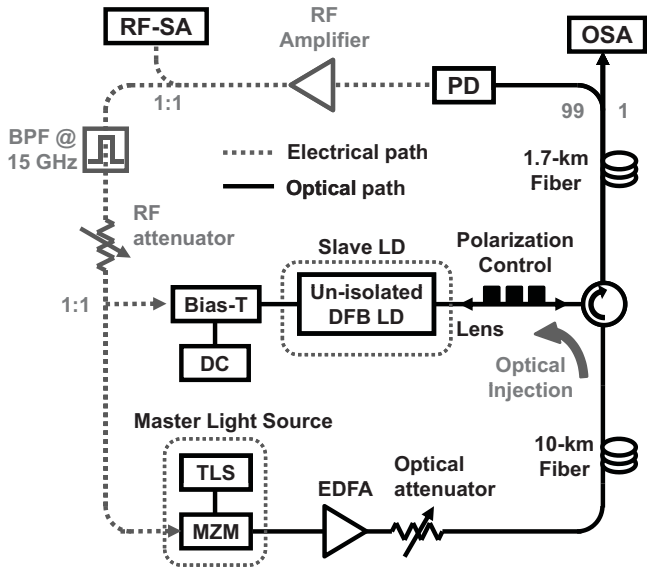 RF-SA
RF
Amplifier
OSA
1:1
PD
99
1
BPF @
15 GHz
Electrical path
Optical path
1.7-km
Fiber
RF
attenuator
Slave LD
Polarization
Control
1:1
Bias-T
Un-isolated
DFB LD
Lens
DC
Optical
Injection
Master Light Source
10-km
Fiber
TLS
EDFA
Optical
attenuator
MZM